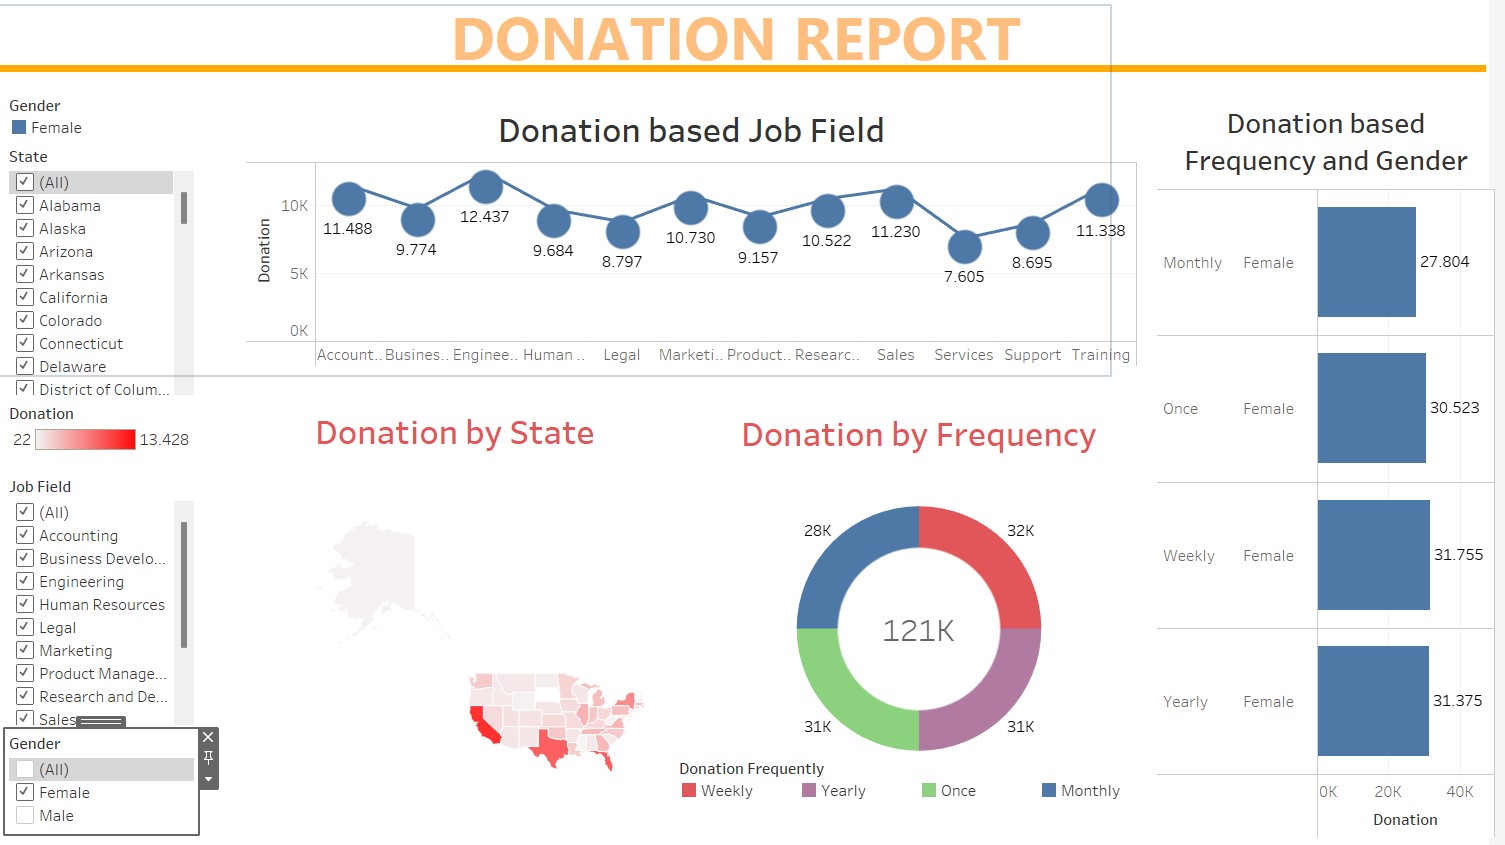 DONATION REPORT
Gender
Female
State
(All)
Alabama
Alaska
Arizona
Arkansas
California
Colorado
Connecticut
Delaware
District of Colum...
Donation
22 13.428
Job Field
(All)
Accounting
Business Develo...
Engineering
Human Resources
Legal
Marketing
Product Manage...
Research and De...
Sales
Gender
(All)
Female
Male
Donation based Job Field
Donation
10K
5K
0K
11.488
9.774
12.437
9.684
8.797
10.730
9.157
10.522
11.230
7.605
8.695
11.338
Account.. Busines.. Enginee.. Human .. Legal Marketi.. Product.. Researc.. Sales Services Support Training
Donation by State
Donation by Frequency
28K 32K
121K
31K 31K
Donation Frequently
Weekly Yearly Once Monthly
Donation based
Frequency and Gender
Monthly Female 27.804
Once Female 30.523
Weekly Female 31.755
Yearly Female 31.375
0K 20K 40K
Donation